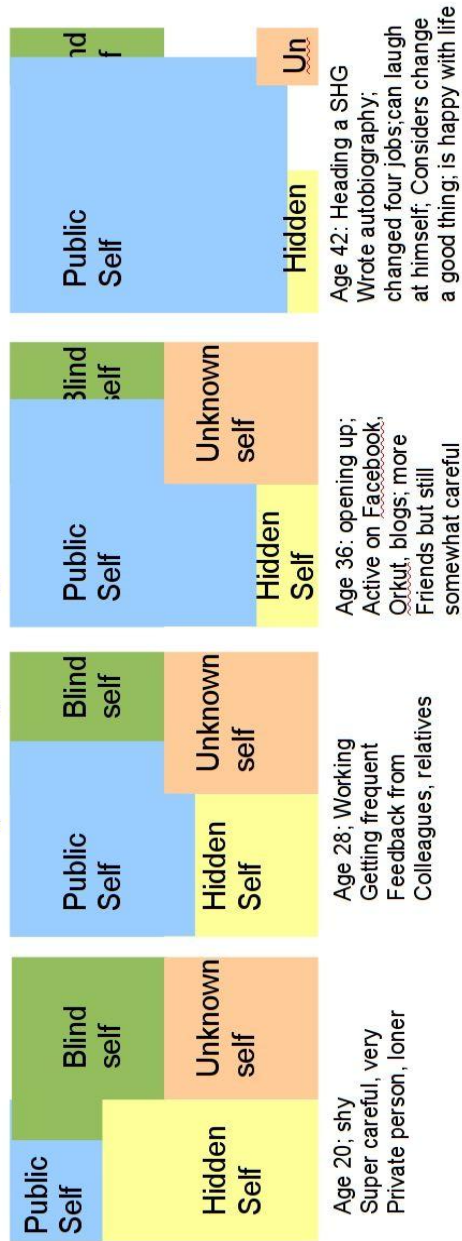 Public
Self
Blind
self
Hidden
Self
Unknown
self
Age 20; shy
Super careful, very
Private person, loner
Public
Self
Blind
self
Hidden
Self
Unknown
self
Age 28; Working
Getting frequent
Feedback from
Colleagues, relatives
Public
Self
Blind
self
Hidden
Self
Unknown
self
Age 36: opening up;
Active on Facebook,
Orkut, blogs; more
Friends but still
somewhat careful
Public
Self
Hidden
Un
Age 42: Heading a SHG
Wrote autobiography;
changed four jobs;can laugh
at himself; Considers change
a good thing; is happy with life